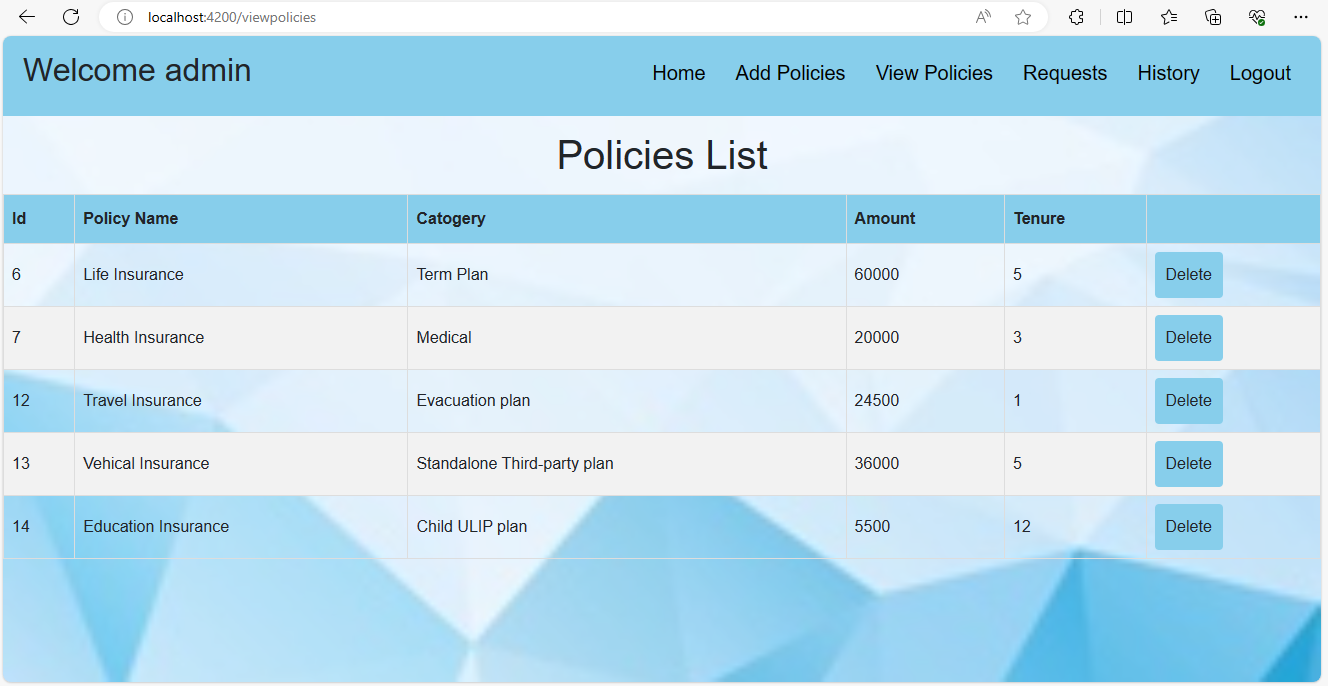 localhost:4200/viewpolicies
Welcome admin Home Add Policies View Policies Requests History Logout
Policies List
Id Policy Name Catogery Amount Tenure
6 Life Insurance Term Plan 60000 5 Delete
7 Health Insurance Medical 20000 3 Delete
12 Travel Insurance Evacuation plan 24500 1 Delete
13 Vehical Insurance Standalone Third-party plan 36000 5 Delete
14 Education Insurance Child ULIP plan 5500 12 Delete